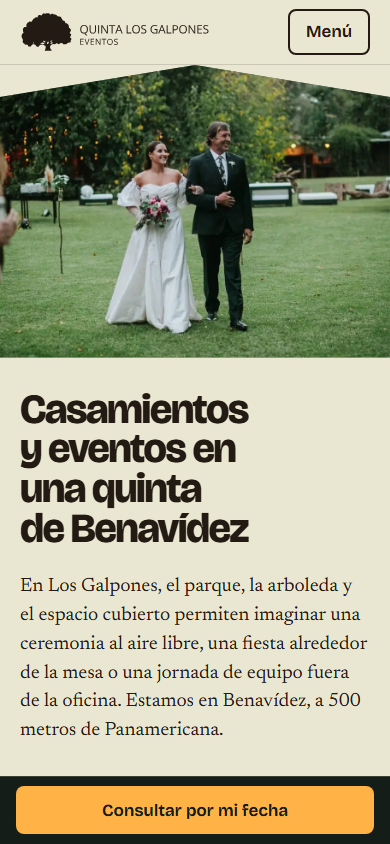 QUINTA LOS GALPONES
EVENTOS
Menú
Casamientos
y eventos en
una quinta
de Benavídez
En Los Galpones, el parque, la arboleda y
el espacio cubierto permiten imaginar una
ceremonia al aire libre, una fiesta alrededor
de la mesa o una jornada de equipo fuera
de la oficina. Estamos en Benavídez, a 500
metros de Panamericana.
Consultar por mi fecha